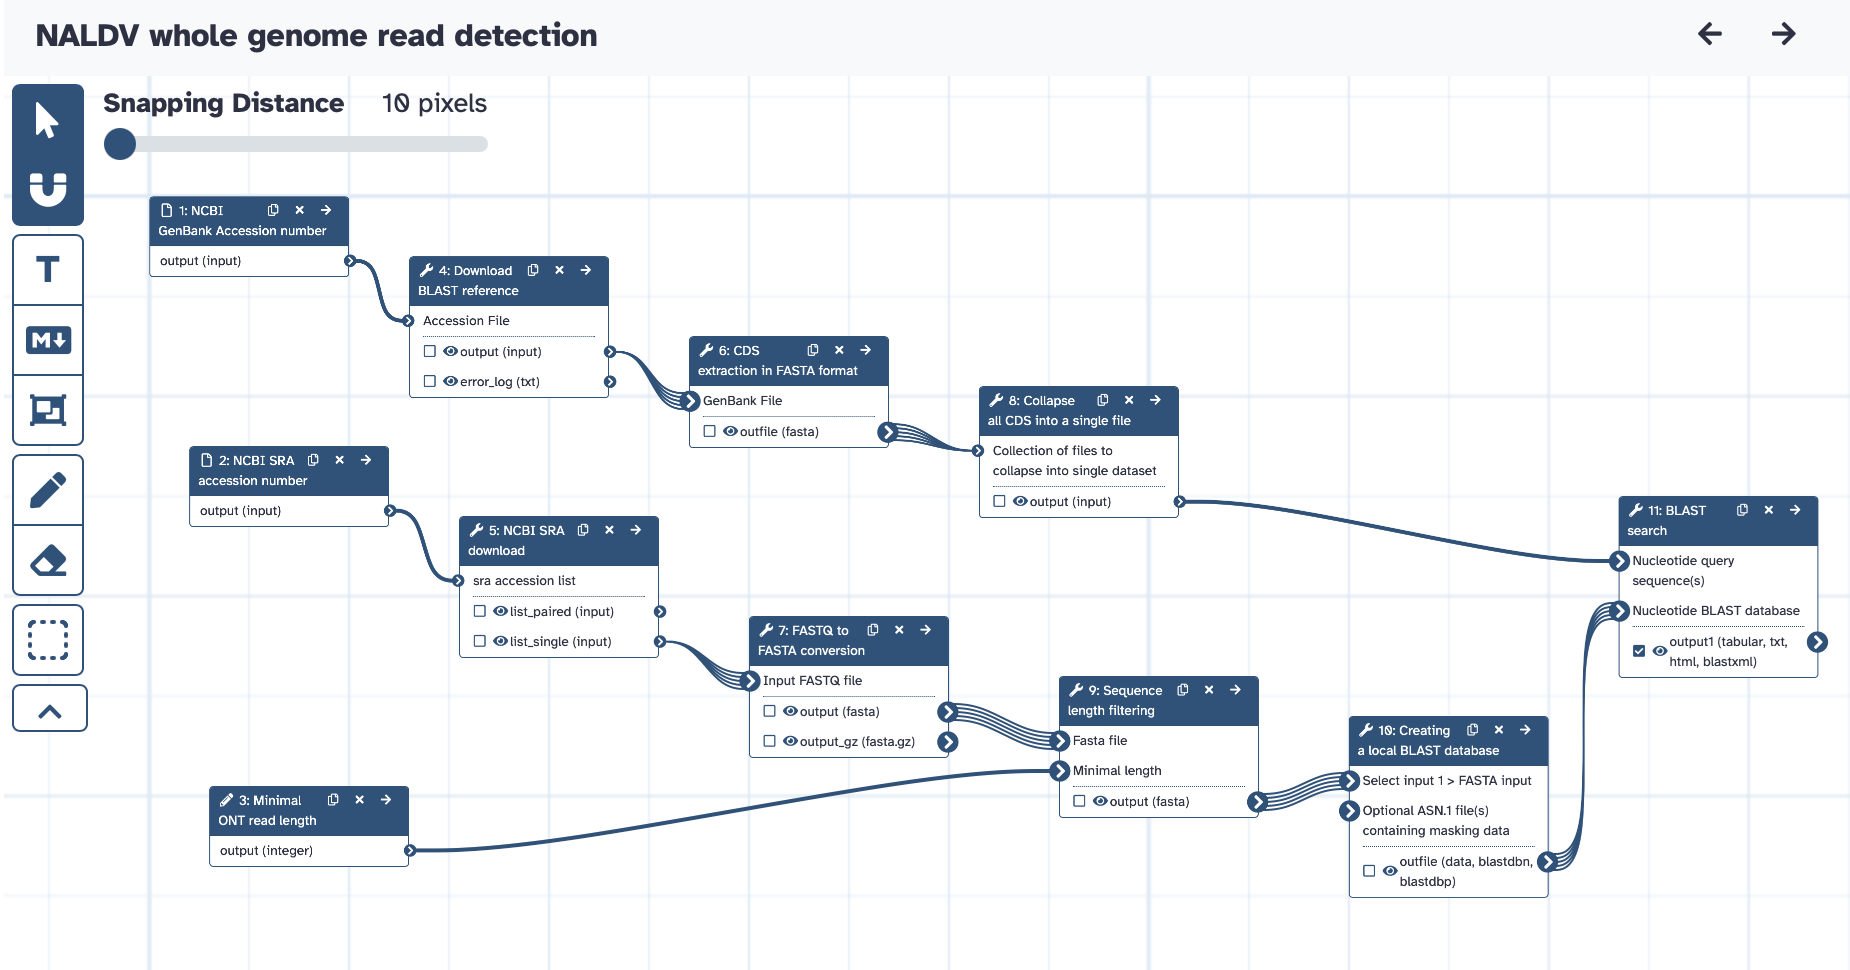 NALDV whole genome read detection
Snapping Distance 10 pixels
T
M
1: NCBI
GenBank Accession number
output (input)
4: Download
BLAST reference
Accession File
output (input)
error_log (txt)
6: CDS
extraction in FASTA format
GenBank File
outfile (fasta)
8: Collapse
all CDS into a single file
Collection of files to
collapse into single dataset
output (input)
2: NCBI SRA
accession number
output (input)
5: NCBI SRA
download
sra accession list
list_paired (input)
list_single (input)
7: FASTQ to
FASTA conversion
Input FASTQ file
output (fasta)
output_gz (fasta.gz)
9: Sequence
length filtering
Fasta file
Minimal length
output (fasta)
3: Minimal
ONT read length
output (integer)
10: Creating
a local BLAST database
Select input 1 > FASTA input
Optional ASN.1 file(s)
containing masking data
outfile (data, blastdbn,
blastdbp)
11: BLAST
search
Nucleotide query
sequence(s)
Nucleotide BLAST database
output1 (tabular, txt,
html, blastxml)